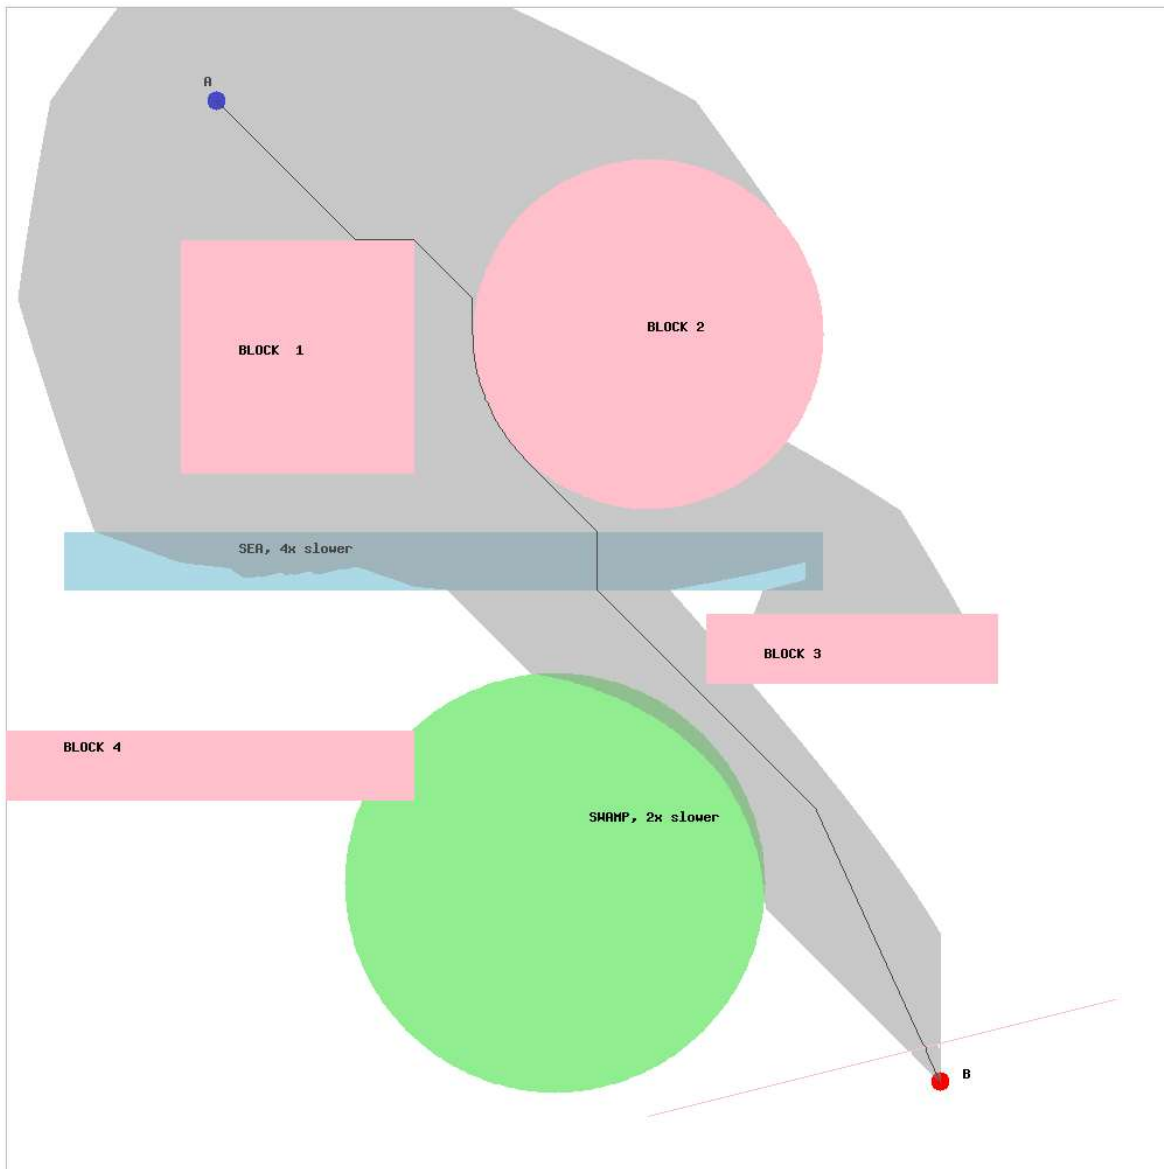 A
BLOCK 2
BLOCK  1
SEA, 4x slower
BLOCK 3
BLOCK 4
SWAMP, 2x slower
B